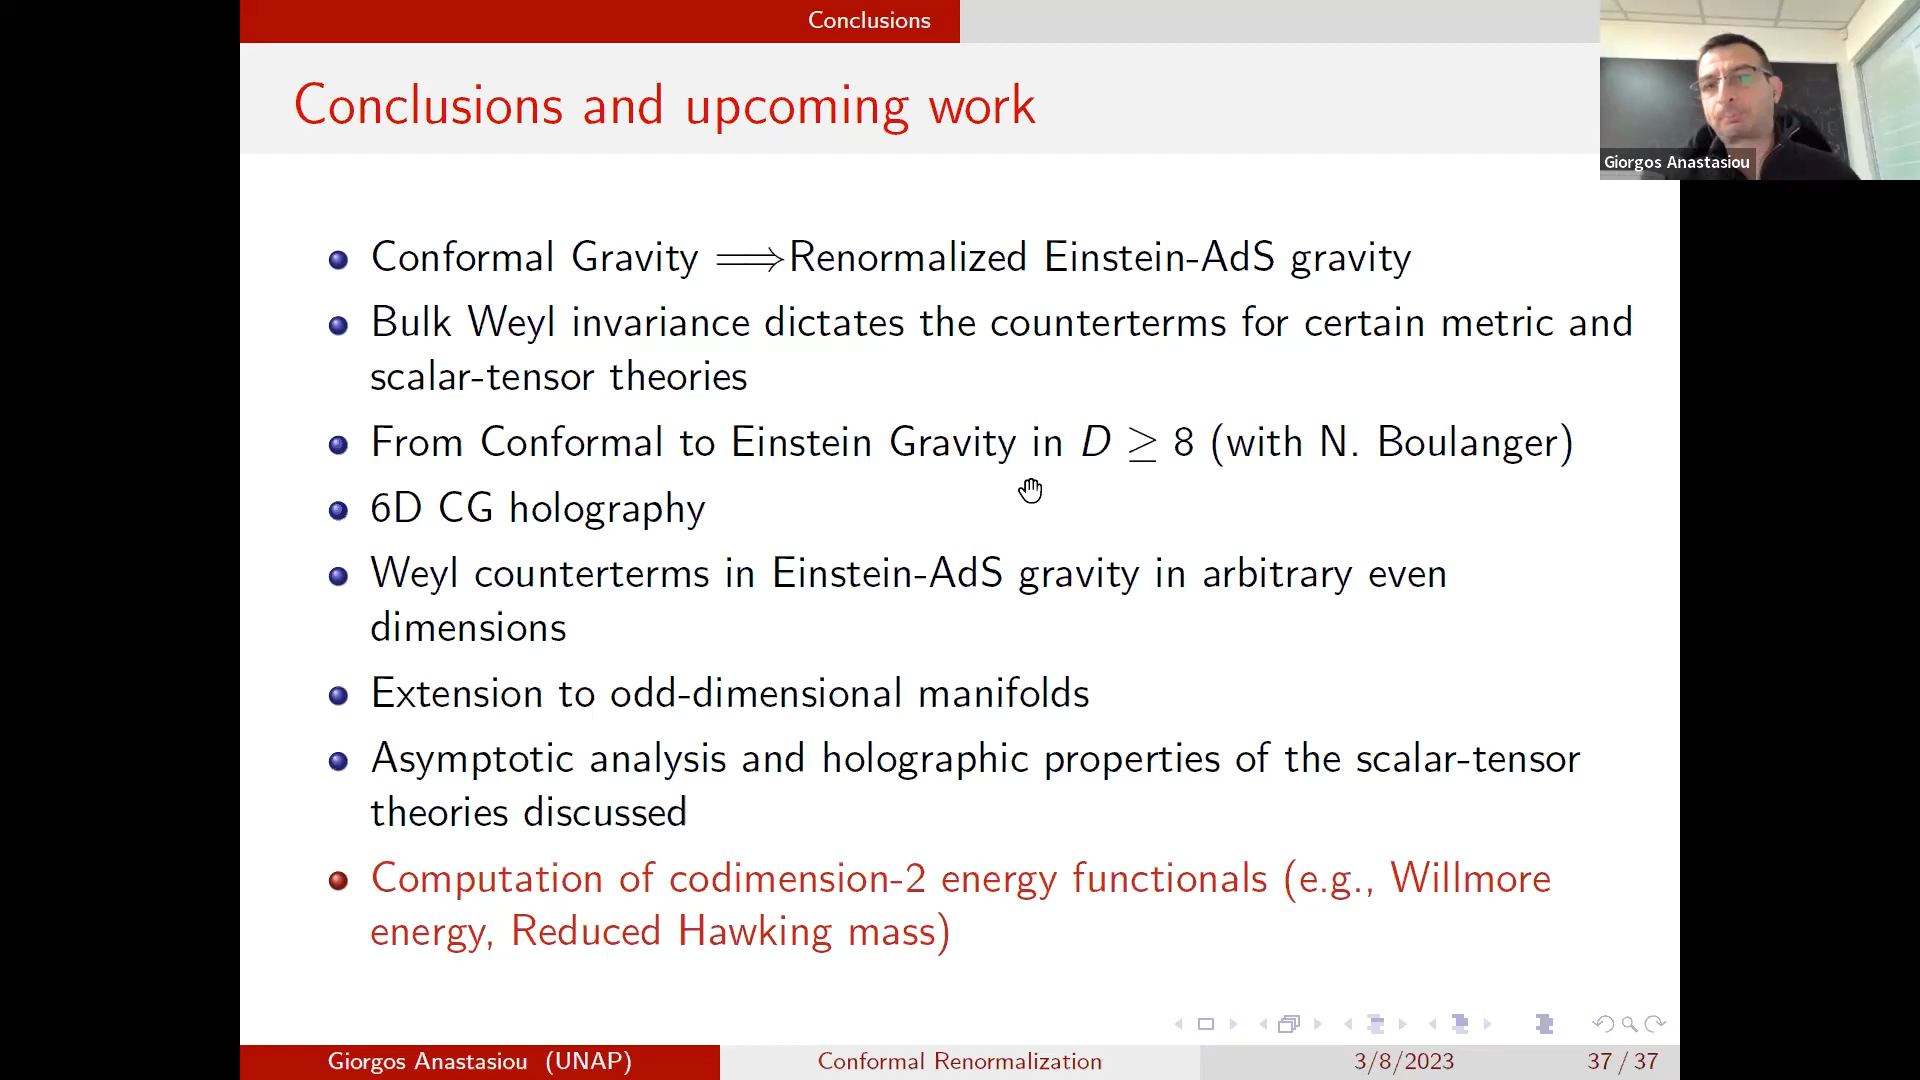 Conclusions
Conclusions and upcoming work
Giorgos Anastasiou
Conformal Gravity ⟹Renormalized Einstein-AdS gravity
Bulk Weyl invariance dictates the counterterms for certain metric and
scalar-tensor theories
From Conformal to Einstein Gravity in D ≥ 8 (with N. Boulanger)
6D CG holography
Weyl counterterms in Einstein-AdS gravity in arbitrary even
dimensions
Extension to odd-dimensional manifolds
Asymptotic analysis and holographic properties of the scalar-tensor
theories discussed
Computation of codimension-2 energy functionals (e.g., Willmore
energy, Reduced Hawking mass)
Giorgos Anastasiou (UNAP) Conformal Renormalization 3/8/2023 37 / 37